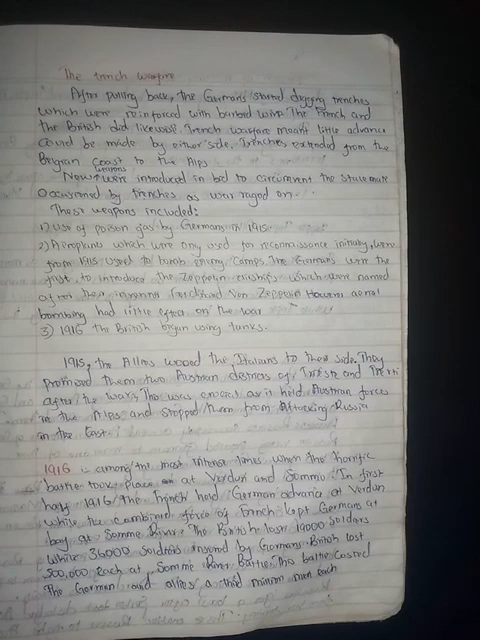 The trench warfare
After pulling back, the Germans started digging trenches
which were reinforced with barbed wire. The French and
the British did likewise. Trench warfare meant little advance
could be made by either side. Trenches extended from the
Belgian Coast to the Alps
New weapons were introduced in bid to circumvent the stalemate
Occasioned by trenches as war raged on.
These weapons included:
1) Use of poison gas by Germans in 1915
2) Aeroplanes which were only used for reconnaissance initially, were
from 1915 used to bomb enemy camps. The Germans were the
first to introduce the Zeppelin airships which were named
after their inventor Ferdinand Von Zeppelin However aerial
bombing had little effect on the war
3) 1916 the British began using tanks.
1915, the Allies wooed the Italians to their side. They
promised them two Austrian districts of and
after the war. This was crucial as it held Austrian forces
in the Alps and stopped them from Attacking Russia
in the East
1916 is among the most intense times when the horrific
battle took place at Verdun and Somme. In first
half 1916 the French held German advance at Verdun
while the combined force of French kept Germans at
bay at Somme River. The British lost 19000 Soldiers
while 36000 Soldiers injured by Germans. British lost
500,000 each at Somme River Battle. This battle costed
The German and allies a third million men each